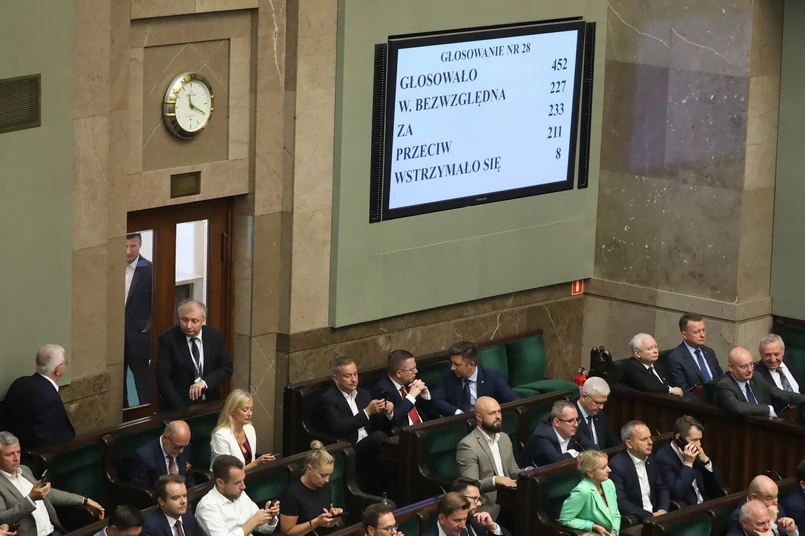 GŁOSOWANIE NR 28
GŁOSOWAŁO 452
W. BEZWZGLĘDNA 227
ZA 233
PRZECIW 211
WSTRZYMAŁO SIĘ 8